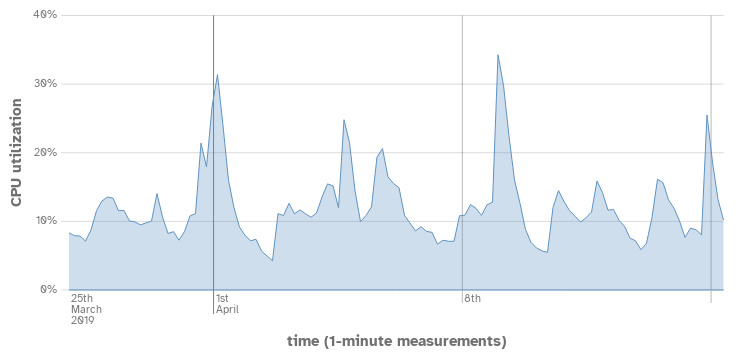 40%
30%
20%
10%
0%
CPU utilization
25th
March
2019
1st
April
8th
time (1-minute measurements)